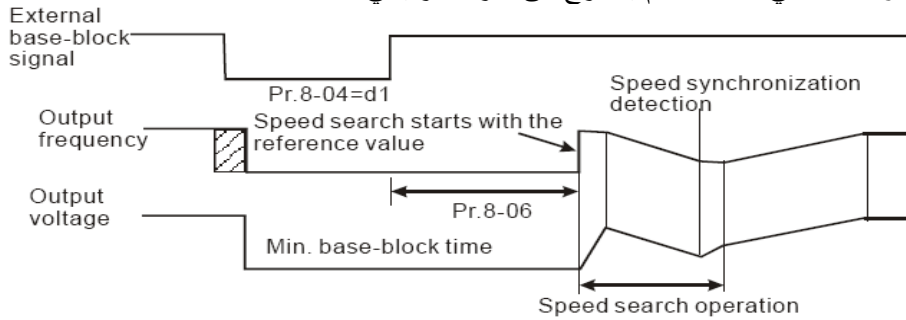 External
base-block
signal
Pr.8-04=d1
Speed synchronization
detection
Output
frequency
Speed search starts with the
reference value
Pr.8-06
Output
voltage
Min. base-block time
Speed search operation